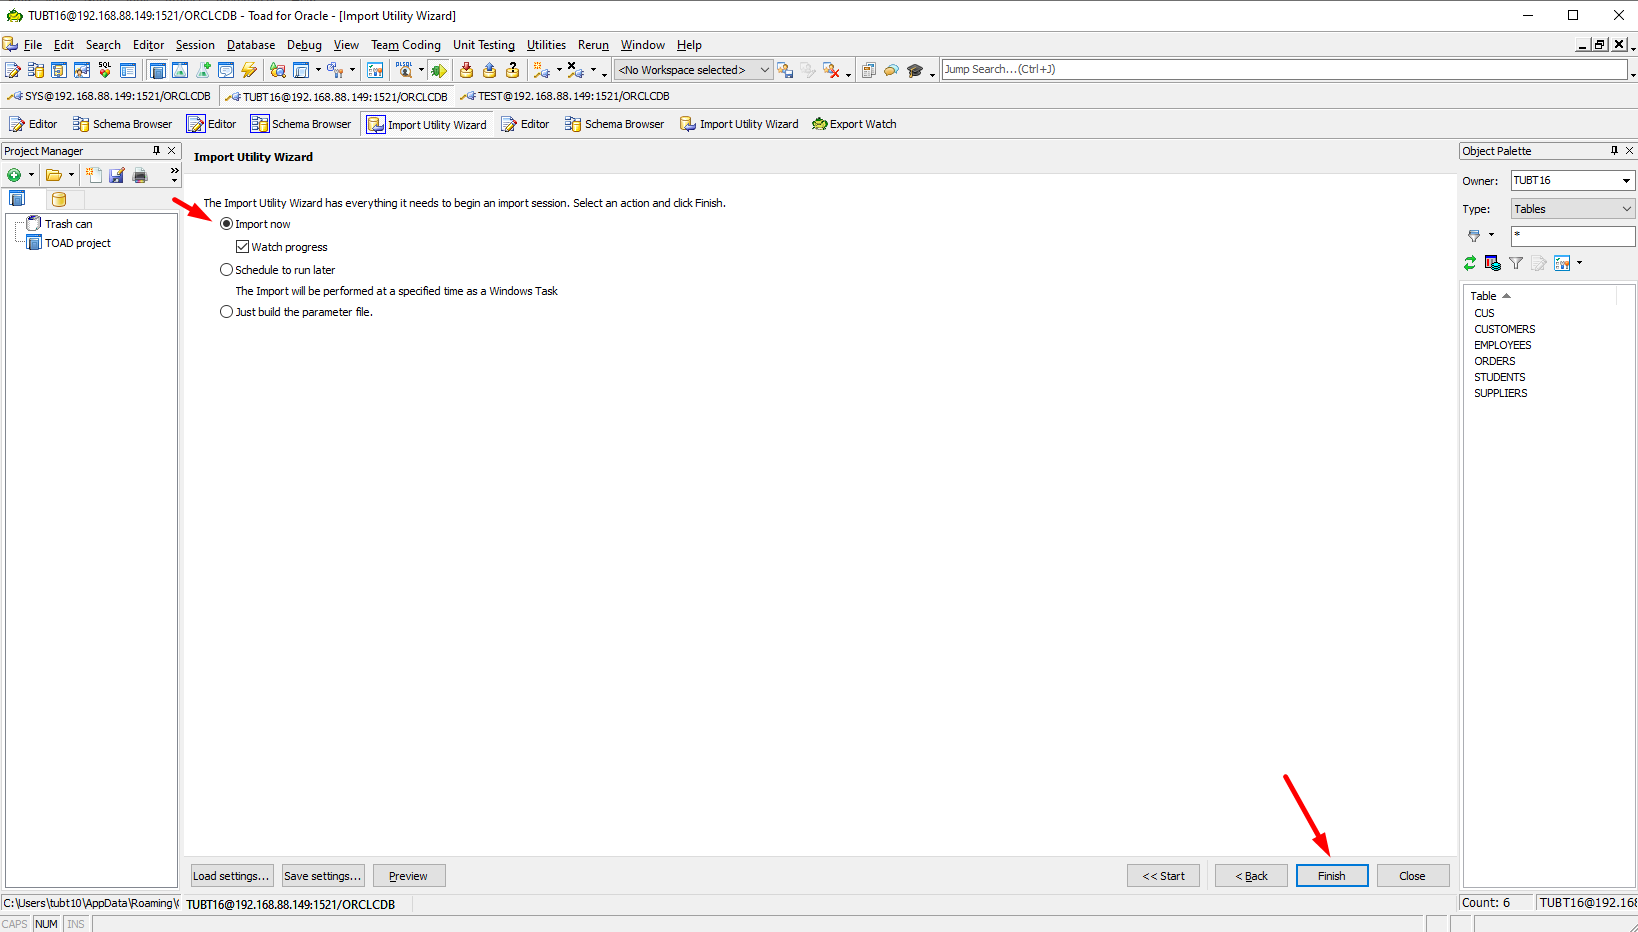 TUBT16@192.168.88.149:1521/ORCLCDB - Toad for Oracle - [Import Utility Wizard]
File Edit Search Editor Session Database Debug View Team Coding Unit Testing Utilities Rerun Window Help
SQL SQL <No Workspace selected> Jump Search...(Ctrl+J)
SYS@192.168.88.149:1521/ORCLCDB TUBT16@192.168.88.149:1521/ORCLCDB TEST@192.168.88.149:1521/ORCLCDB
Editor Schema Browser Editor Schema Browser Import Utility Wizard Editor Schema Browser Import Utility Wizard Export Watch
Project Manager
Trash can
TOAD project
Import Utility Wizard
The Import Utility Wizard has everything it needs to begin an import session. Select an action and click Finish.
Import now
Watch progress
Schedule to run later
The Import will be performed at a specified time as a Windows Task
Just build the parameter file.
Load settings... Save settings... Preview << Start < Back Finish Close
Object Palette
Owner: TUBT16
Type: Tables
*
Table
CUS
CUSTOMERS
EMPLOYEES
ORDERS
STUDENTS
SUPPLIERS
C:\Users\tubt10\AppData\Roaming\ TUBT16@192.168.88.149:1521/ORCLCDB Count: 6 TUBT16@192.168
CAPS NUM INS